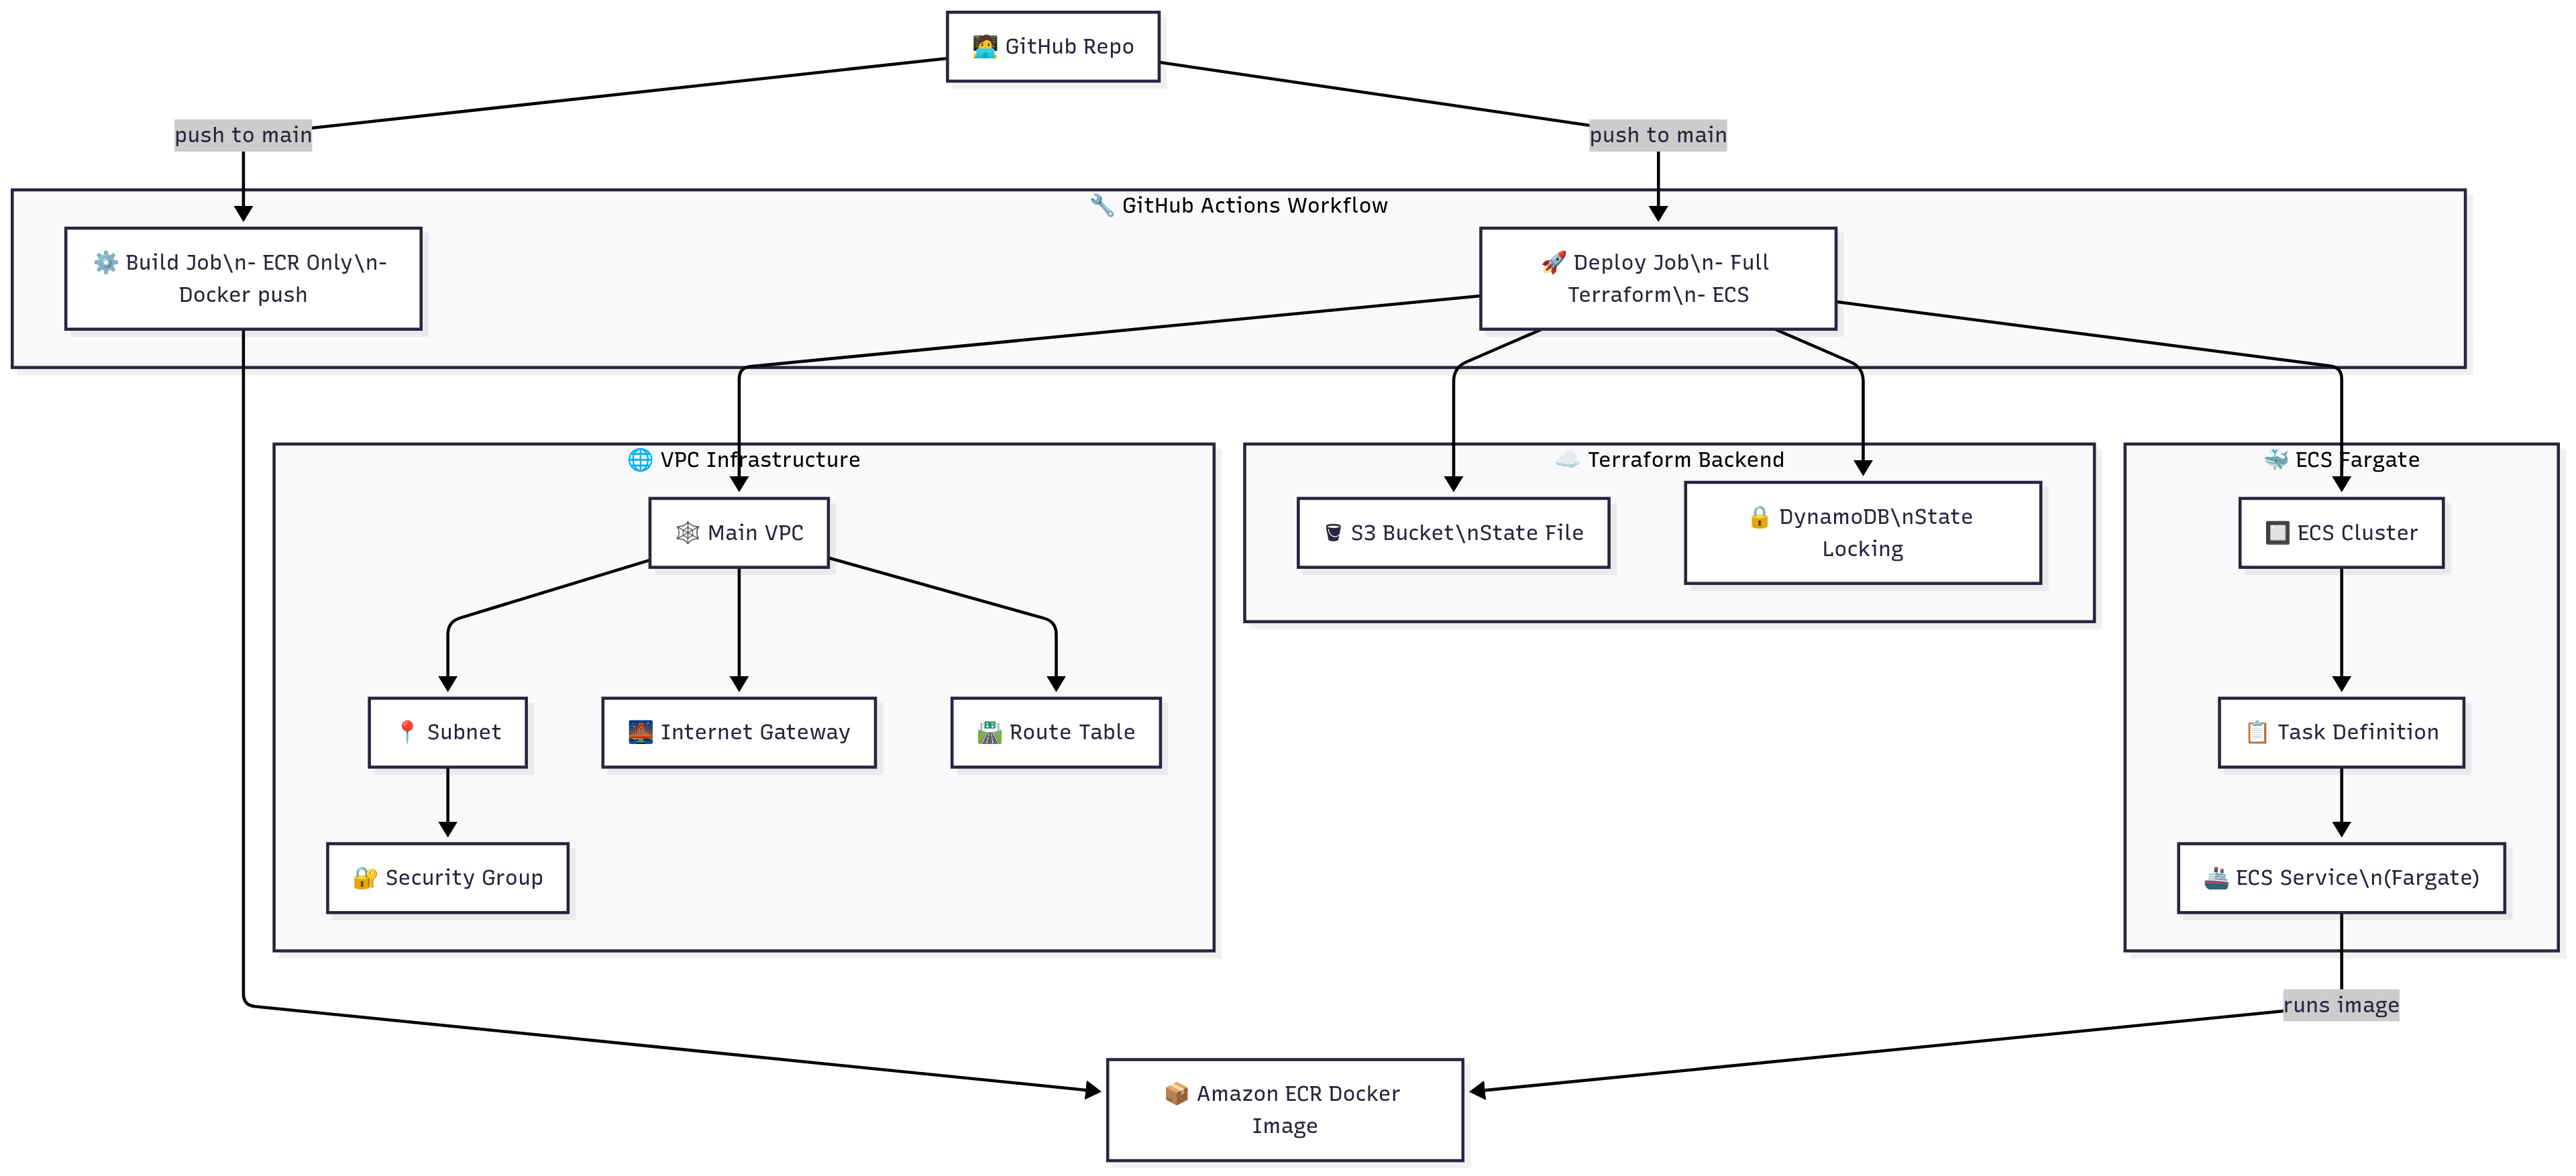 🧑‍💻 GitHub Repo
push to main
push to main
🔧 GitHub Actions Workflow
⚙️ Build Job\n- ECR Only\n-
Docker push
🚀 Deploy Job\n- Full
Terraform\n- ECS
🌐 VPC Infrastructure
☁️ Terraform Backend
🐳 ECS Fargate
🕸️ Main VPC
🪣 S3 Bucket\nState File
🔒 DynamoDB\nState
Locking
🔲 ECS Cluster
📍 Subnet
🌉 Internet Gateway
🛣️ Route Table
📋 Task Definition
🔐 Security Group
🚢 ECS Service\n(Fargate)
runs image
📦 Amazon ECR Docker
Image